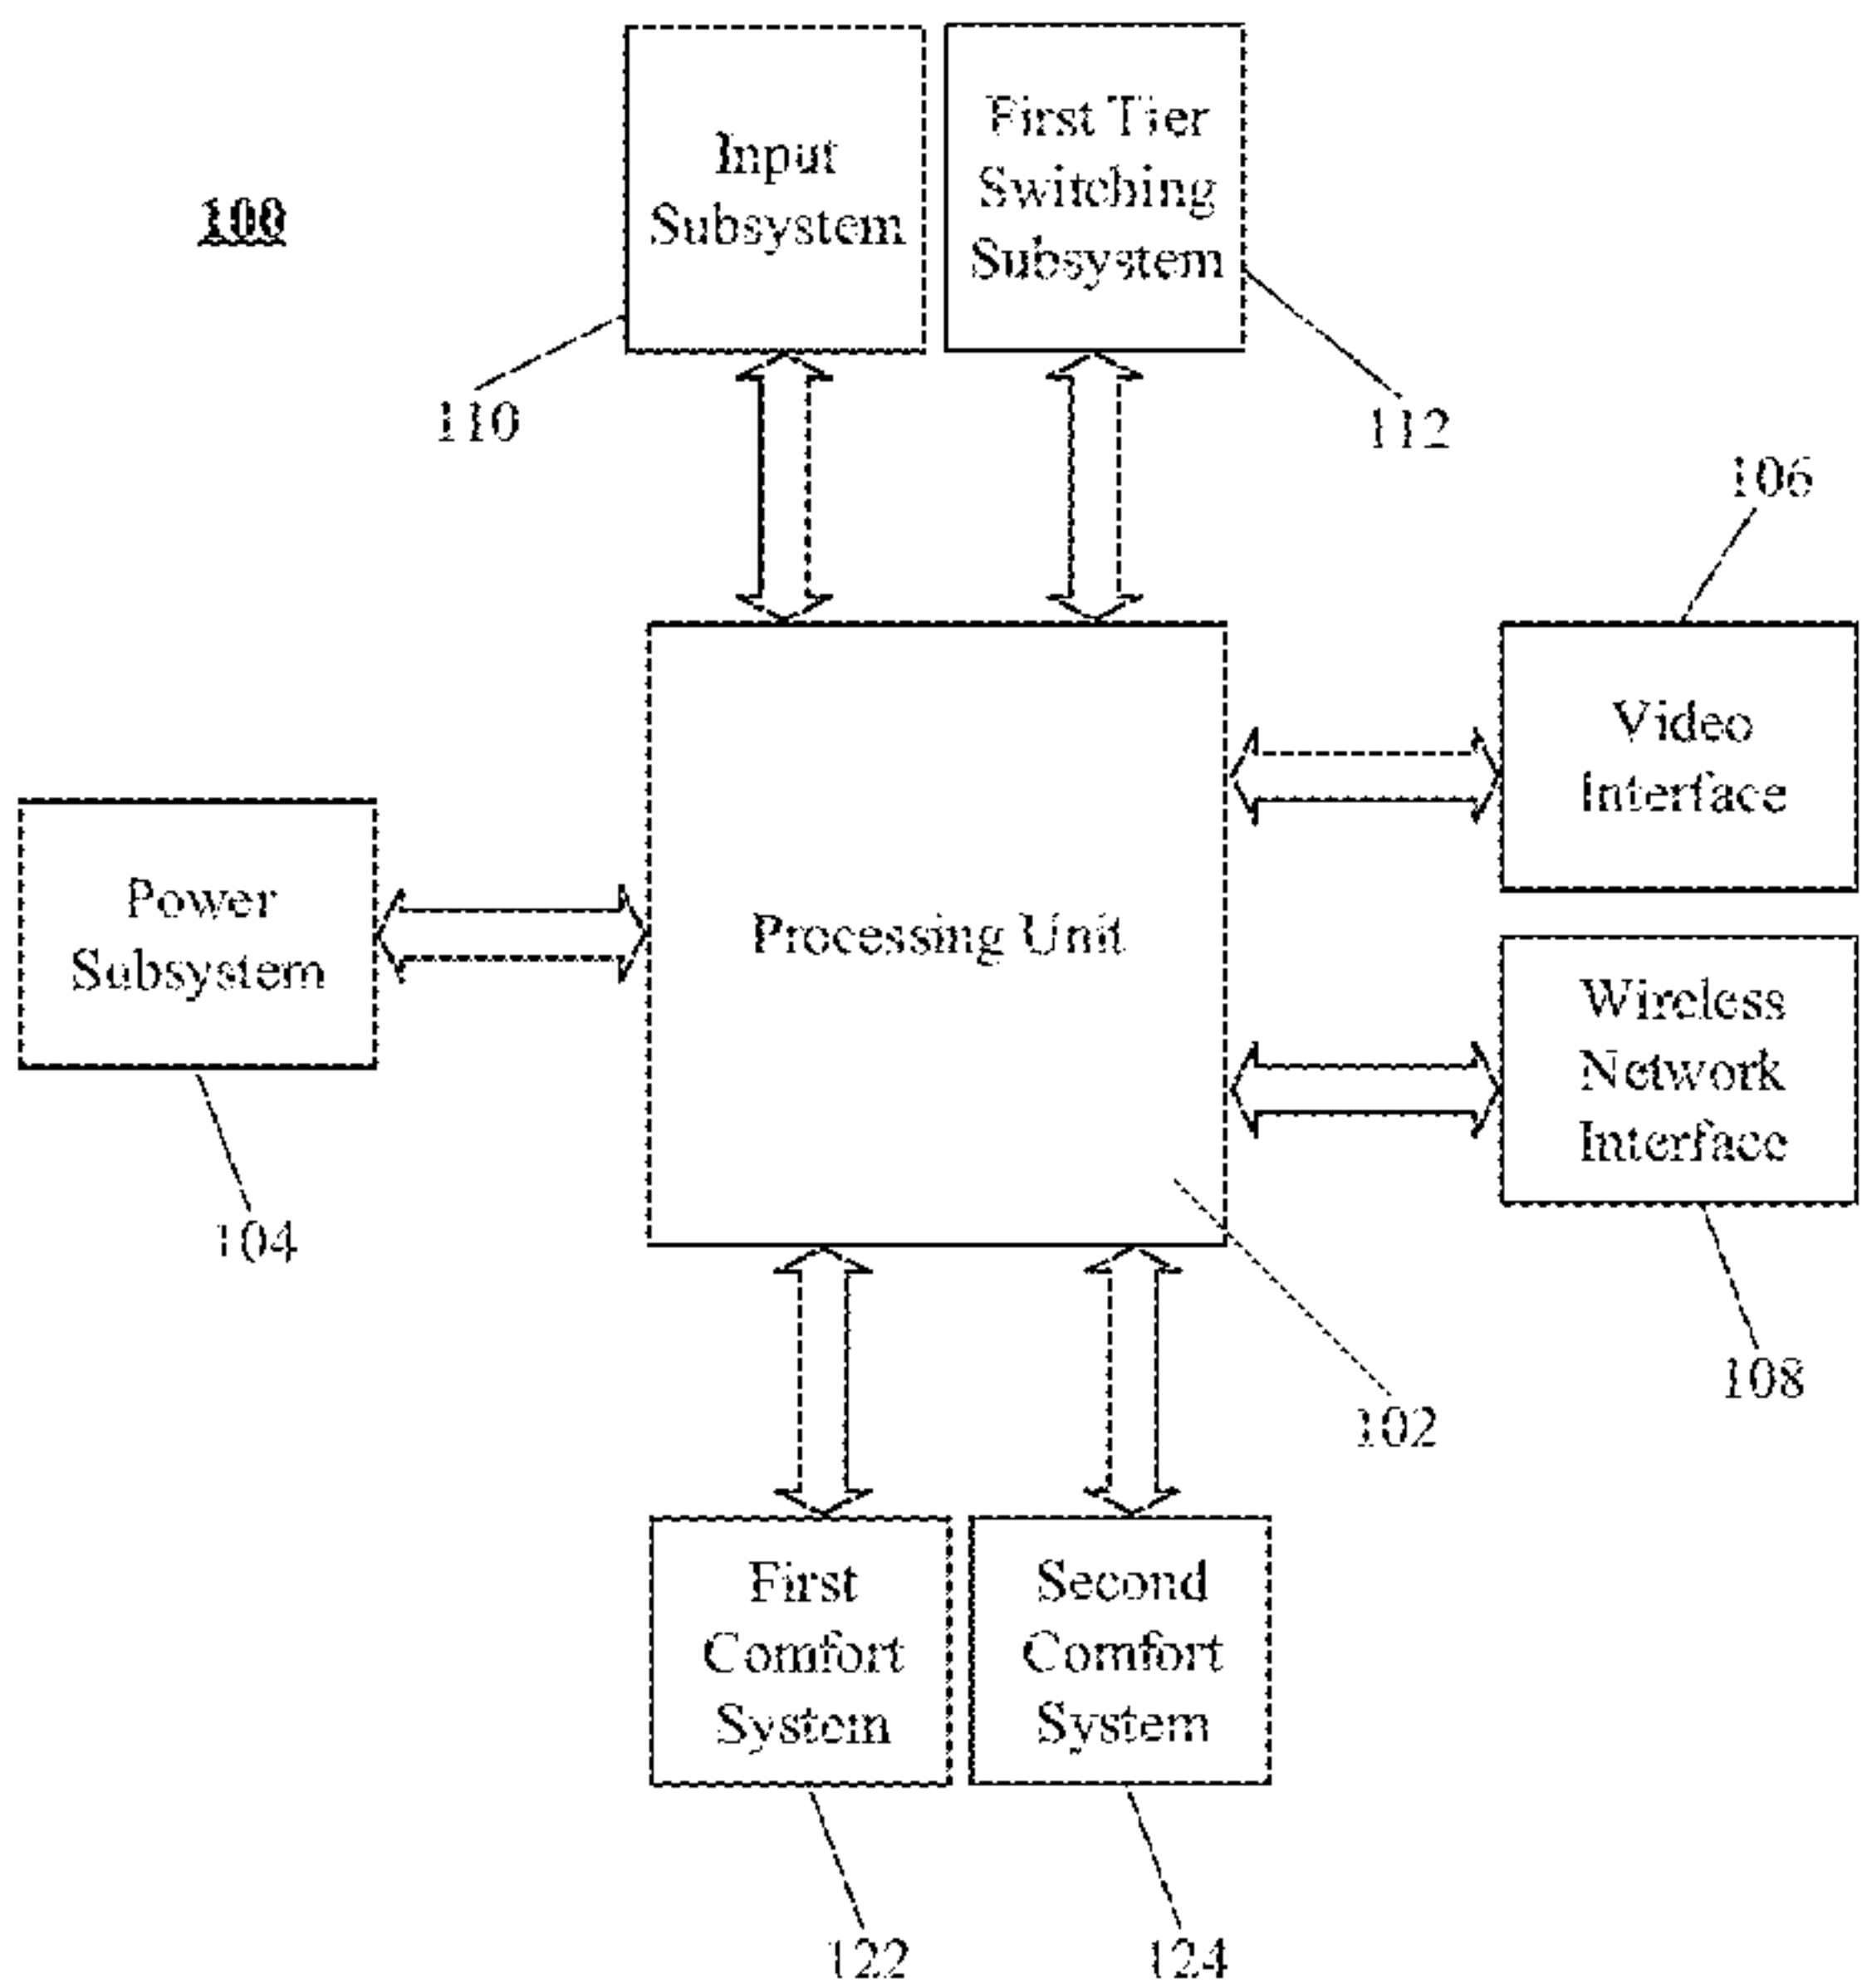 100
Input
Subsystem
First Tier
Switching
Subsystem
110
112
106
Video
Interface
Power
Subsystem
Processing Unit
Wireless
Network
Interface
104
108
102
First
Comfort
System
Second
Comfort
System
122
124